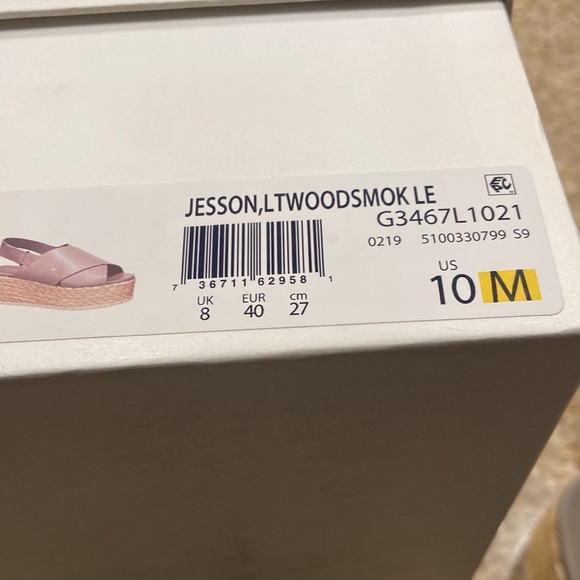 JESSON,LTWOODSMOK LE
G3467L1021
0219 5100330799 S9
7 36711 62958 1
UK EUR cm
8 40 27
US
10 M